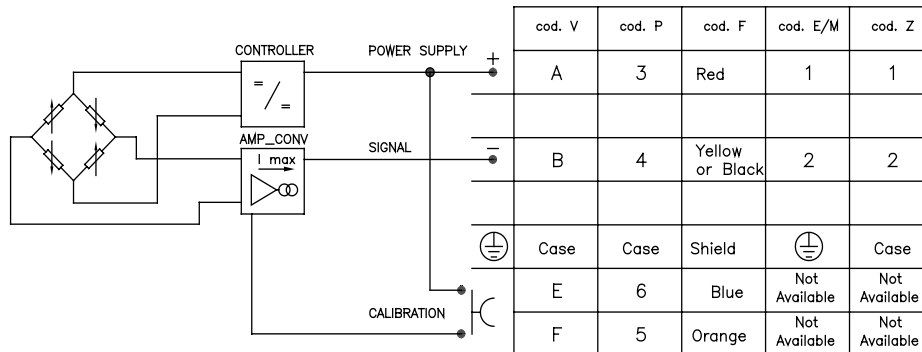 cod. V cod. P cod. F cod. E/M cod. Z
CONTROLLER POWER SUPPLY +
= / = A 3 Red 1 1
AMP_CONV
I max SIGNAL − B 4 Yellow or Black 2 2
Case Case Shield Case
E 6 Blue Not Available Not Available
CALIBRATION
F 5 Orange Not Available Not Available